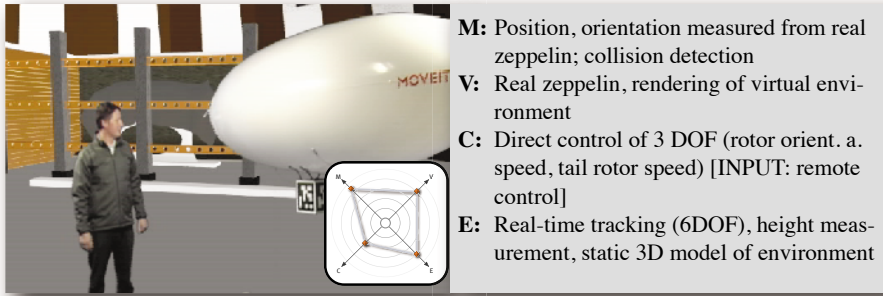 MOVEIT
M
V
C
E
M: Position, orientation measured from real
zeppelin; collision detection
V: Real zeppelin, rendering of virtual envi-
ronment
C: Direct control of 3 DOF (rotor orient. a.
speed, tail rotor speed) [INPUT: remote
control]
E: Real-time tracking (6DOF), height meas-
urement, static 3D model of environment